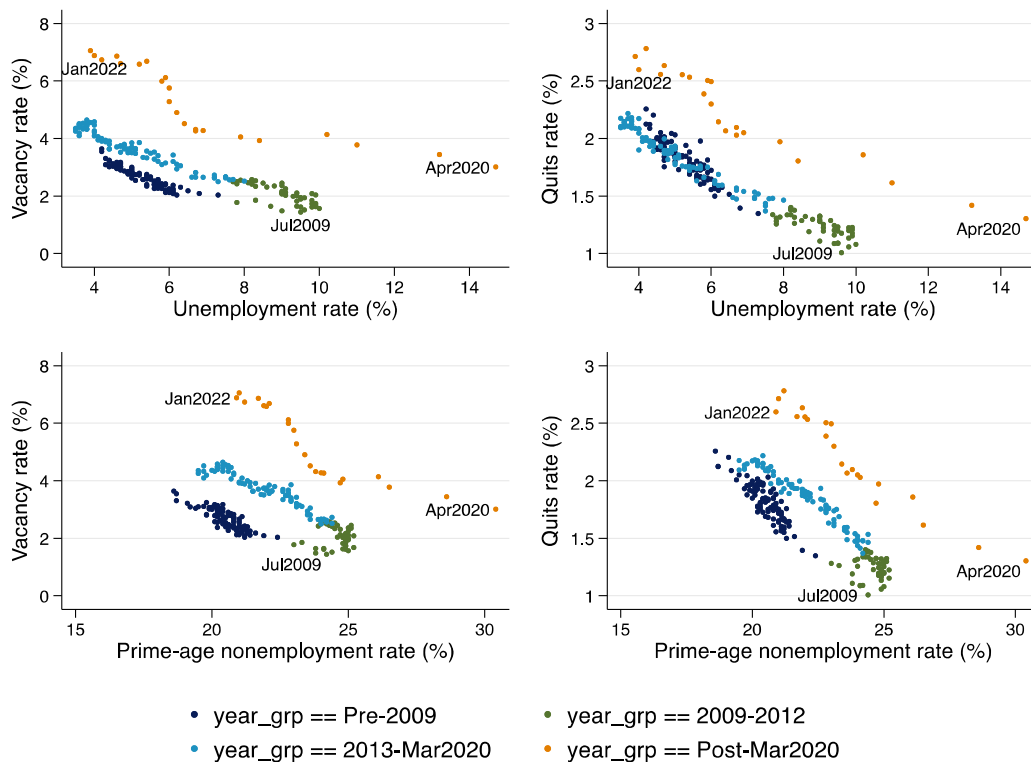 Vacancy rate (%)
8
6
4
2
0
Jan2022
Apr2020
Jul2009
4 6 8 10 12 14
Unemployment rate (%)
Quits rate (%)
3
2.5
2
1.5
1
Jan2022
Apr2020
Jul2009
4 6 8 10 12 14
Unemployment rate (%)
Vacancy rate (%)
8
6
4
2
0
Jan2022
Apr2020
Jul2009
15 20 25 30
Prime-age nonemployment rate (%)
Quits rate (%)
3
2.5
2
1.5
1
Jan2022
Apr2020
Jul2009
15 20 25 30
Prime-age nonemployment rate (%)
year_grp == Pre-2009
year_grp == 2009-2012
year_grp == 2013-Mar2020
year_grp == Post-Mar2020